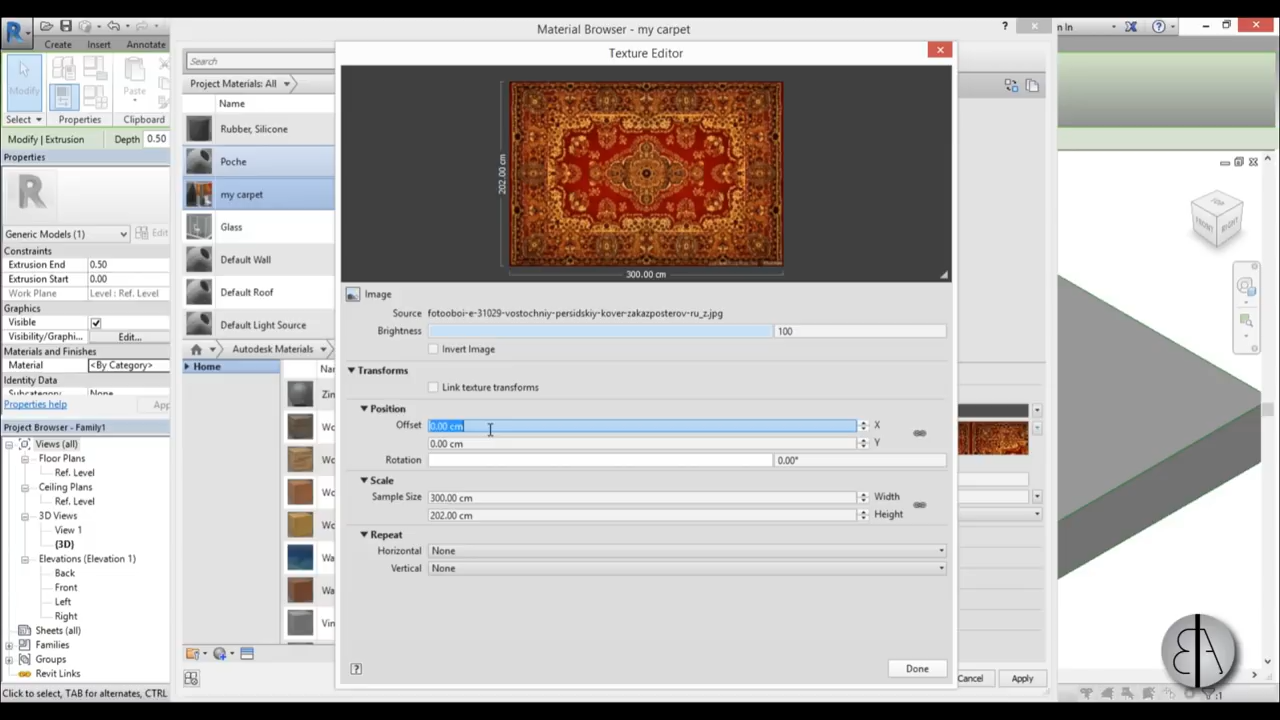 Material Browser - my carpet
Create Insert Annotate
Modify
Paste
Select Properties Clipboard
Modify | Extrusion Depth 0.50
Properties
Generic Models (1) Edit
Constraints
Extrusion End 0.50
Extrusion Start 0.00
Work Plane Level : Ref. Level
Graphics
Visible
Visibility/Graphi... Edit...
Materials and Finishes
Material <By Category>
Identity Data
Subcategory None
Properties help
Project Browser - Family1
Views (all)
Floor Plans
Ref. Level
Ceiling Plans
Ref. Level
3D Views
View 1
(3D)
Elevations (Elevation 1)
Back
Front
Left
Right
Sheets (all)
Families
Groups
Revit Links
Click to select, TAB for alternates, CTRL
Search
Project Materials: All
Name
Rubber, Silicone
Poche
my carpet
Glass
Default Wall
Default Roof
Default Light Source
Autodesk Materials
Home
Texture Editor
202.00 cm
300.00 cm
Image
Source fotooboi-e-31029-vostochniy-persidskiy-kover-zakazposterov-ru_z.jpg
Brightness 100
Invert Image
Transforms
Link texture transforms
Position
Offset 0.00 cm X
0.00 cm Y
Rotation 0.00°
Scale
Sample Size 300.00 cm Width
202.00 cm Height
Repeat
Horizontal None
Vertical None
Done
Cancel Apply
TOP
FRONT RIGHT